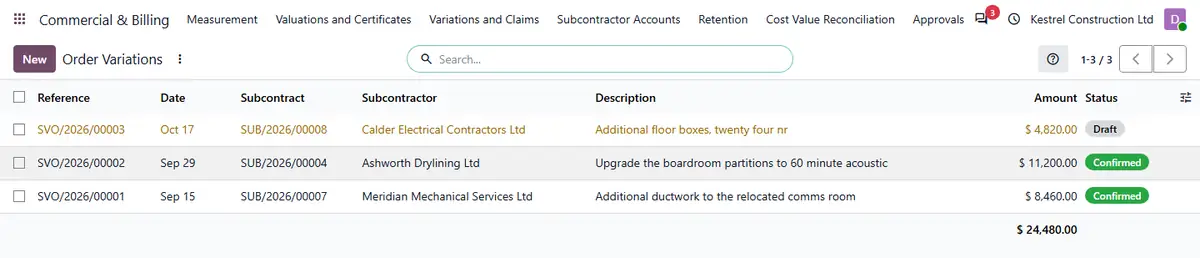 Commercial & Billing Measurement Valuations and Certificates Variations and Claims Subcontractor Accounts Retention Cost Value Reconciliation Approvals 3 Kestrel Construction Ltd D
New Order Variations Search... 1-3 / 3
Reference Date Subcontract Subcontractor Description Amount Status
SVO/2026/00003 Oct 17 SUB/2026/00008 Calder Electrical Contractors Ltd Additional floor boxes, twenty four nr $ 4,820.00 Draft
SVO/2026/00002 Sep 29 SUB/2026/00004 Ashworth Drylining Ltd Upgrade the boardroom partitions to 60 minute acoustic $ 11,200.00 Confirmed
SVO/2026/00001 Sep 15 SUB/2026/00007 Meridian Mechanical Services Ltd Additional ductwork to the relocated comms room $ 8,460.00 Confirmed
$ 24,480.00